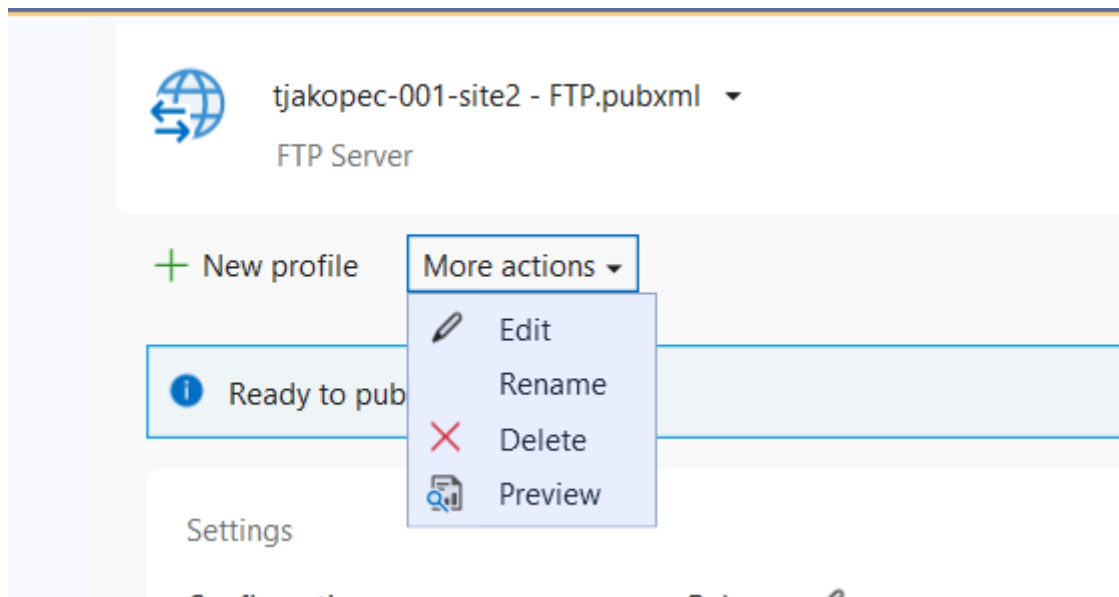 tjakopec-001-site2 - FTP.pubxml
FTP Server
New profile
More actions
Edit
Rename
Ready to pub
Delete
Preview
Settings